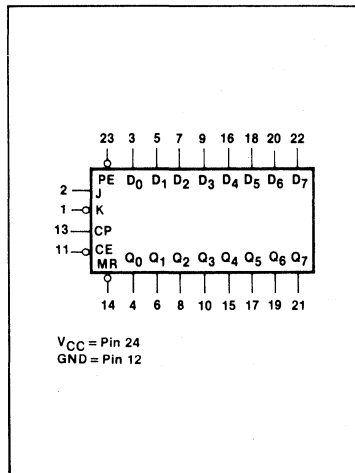 23 3 5 7 9 16 18 20 22
PE D0 D1 D2 D3 D4 D5 D6 D7
2 J
1 K
13 CP
11 CE
MR Q0 Q1 Q2 Q3 Q4 Q5 Q6 Q7
14 4 6 8 10 15 17 19 21
VCC = Pin 24
GND = Pin 12